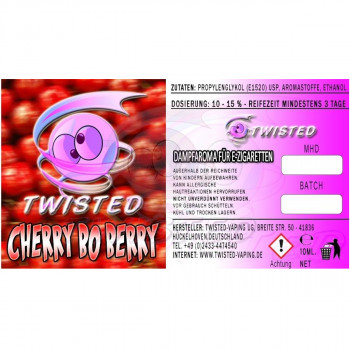 TWISTED
CHERRY BO BERRY
ZUTATEN: PROPYLENGLYKOL (E1520) USP, AROMASTOFFE, ETHANOL
DOSIERUNG: 10 - 15 % - REIFEZEIT MINDESTENS 3 TAGE
TWISTED
DAMPFAROMA FÜR E-ZIGARETTEN
MHD
AUßERHALB DER REICHWEITE
VON KINDERN AUFBEWAHREN.
KANN ALLERGISCHE
HAUTREAKTIONEN HERVORRUFEN
NICHT UNVERDÜNNT VERWENDEN.
VOR GEBRAUCH SCHÜTTELN.
KÜHL UND TROCKEN LAGERN.
BATCH
HERSTELLER: TWISTED-VAPING UG, BREITE STR. 50 - 41836
HÜCKELHOVEN,DEUTSCHLAND.
TEL. +49 (0)2433-4474540
WWW.TWISTED-VAPING.DE
Achtung
10ML.
NET.